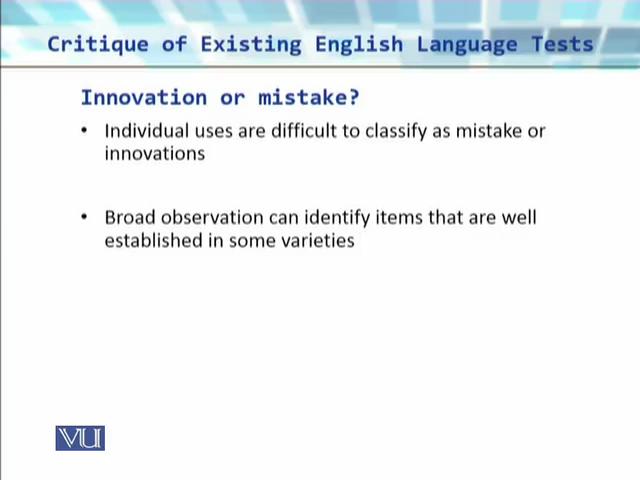 Critique of Existing English Language Tests
Innovation or mistake?
• Individual uses are difficult to classify as mistake or
innovations
• Broad observation can identify items that are well
established in some varieties
VU